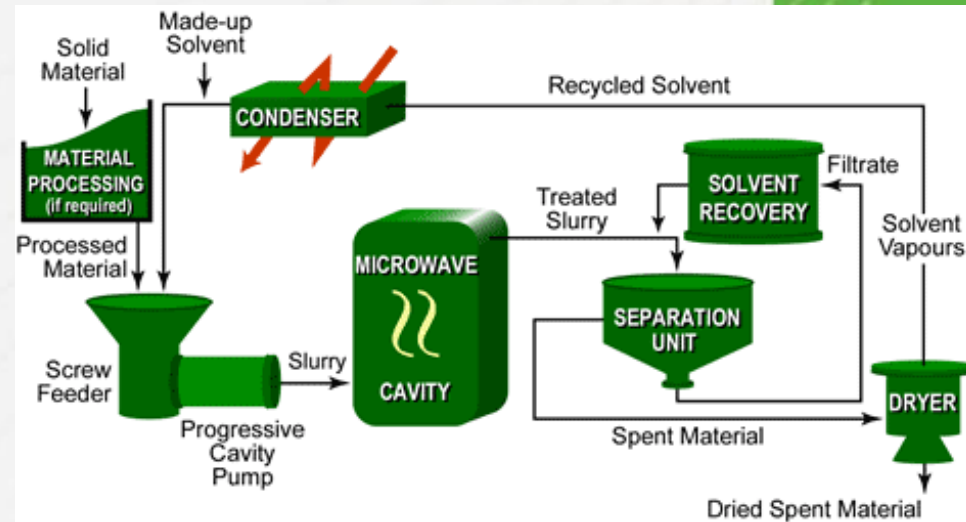 Made-up
Solvent
Solid
Material
CONDENSER
Recycled Solvent
MATERIAL
PROCESSING
(if required)
SOLVENT
RECOVERY
Filtrate
Treated
Slurry
Solvent
Vapours
Processed
Material
MICROWAVE
CAVITY
SEPARATION
UNIT
Screw
Feeder
Slurry
Progressive
Cavity
Pump
Spent Material
DRYER
Dried Spent Material